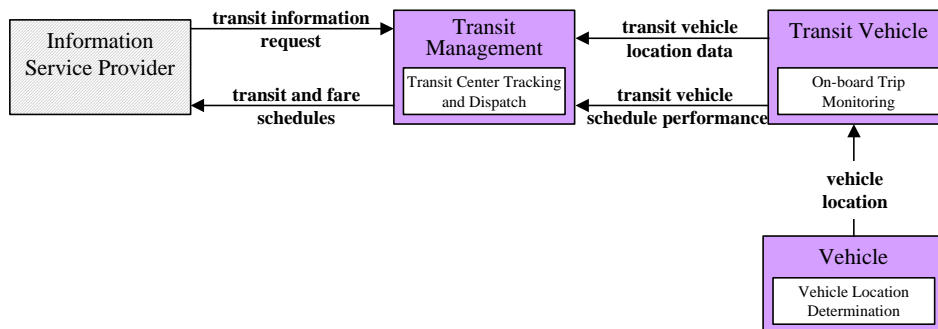 Information
Service Provider
transit information
request
transit and fare
schedules
Transit
Management
Transit Center Tracking
and Dispatch
transit vehicle
location data
transit vehicle
schedule performance
Transit Vehicle
On-board Trip
Monitoring
vehicle
location
Vehicle
Vehicle Location
Determination